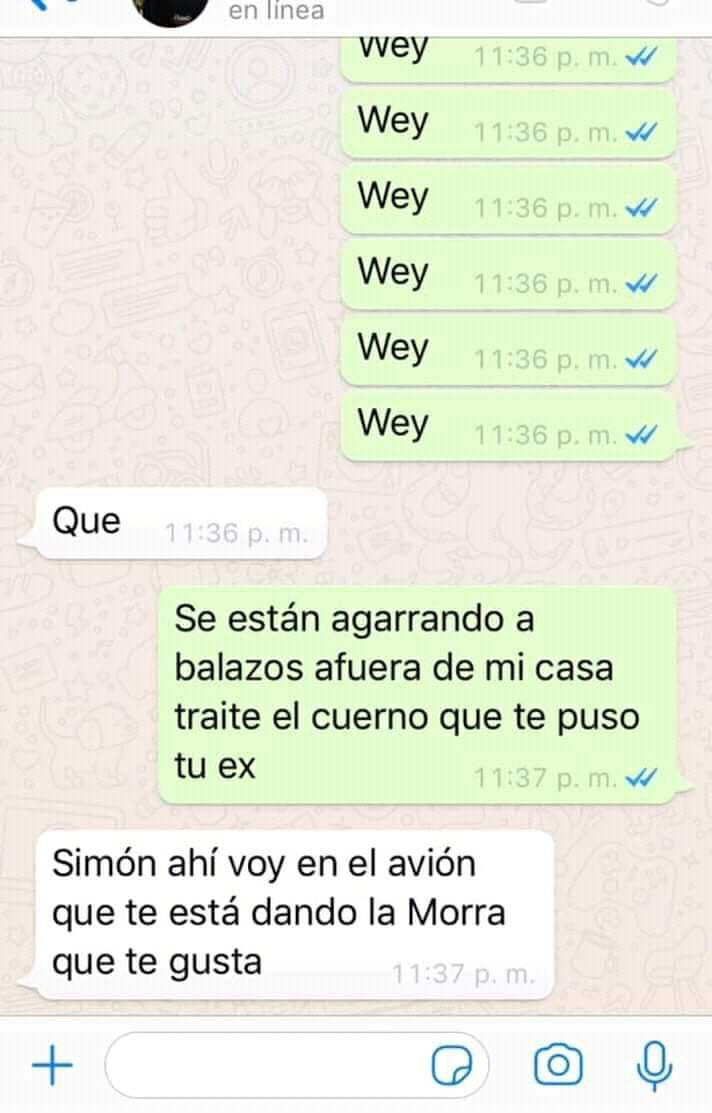 en línea
Wey 11:36 p. m.
Wey 11:36 p. m.
Wey 11:36 p. m.
Wey 11:36 p. m.
Wey 11:36 p. m.
Wey 11:36 p. m.
Que 11:36 p. m.
Se están agarrando a
balazos afuera de mi casa
traite el cuerno que te puso
tu ex 11:37 p. m.
Simón ahí voy en el avión
que te está dando la Morra
que te gusta 11:37 p. m.